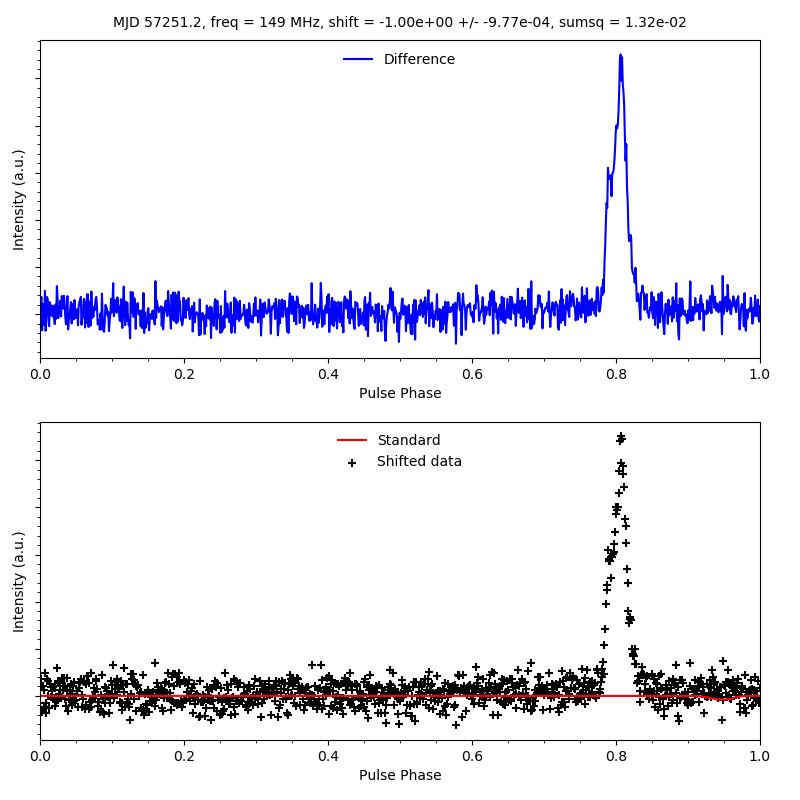 MJD 57251.2, freq = 149 MHz, shift = -1.00e+00 +/- -9.77e-04, sumsq = 1.32e-02
Difference
Intensity (a.u.)
0.0 0.2 0.4 0.6 0.8 1.0
Pulse Phase
Standard
Shifted data
Intensity (a.u.)
0.0 0.2 0.4 0.6 0.8 1.0
Pulse Phase